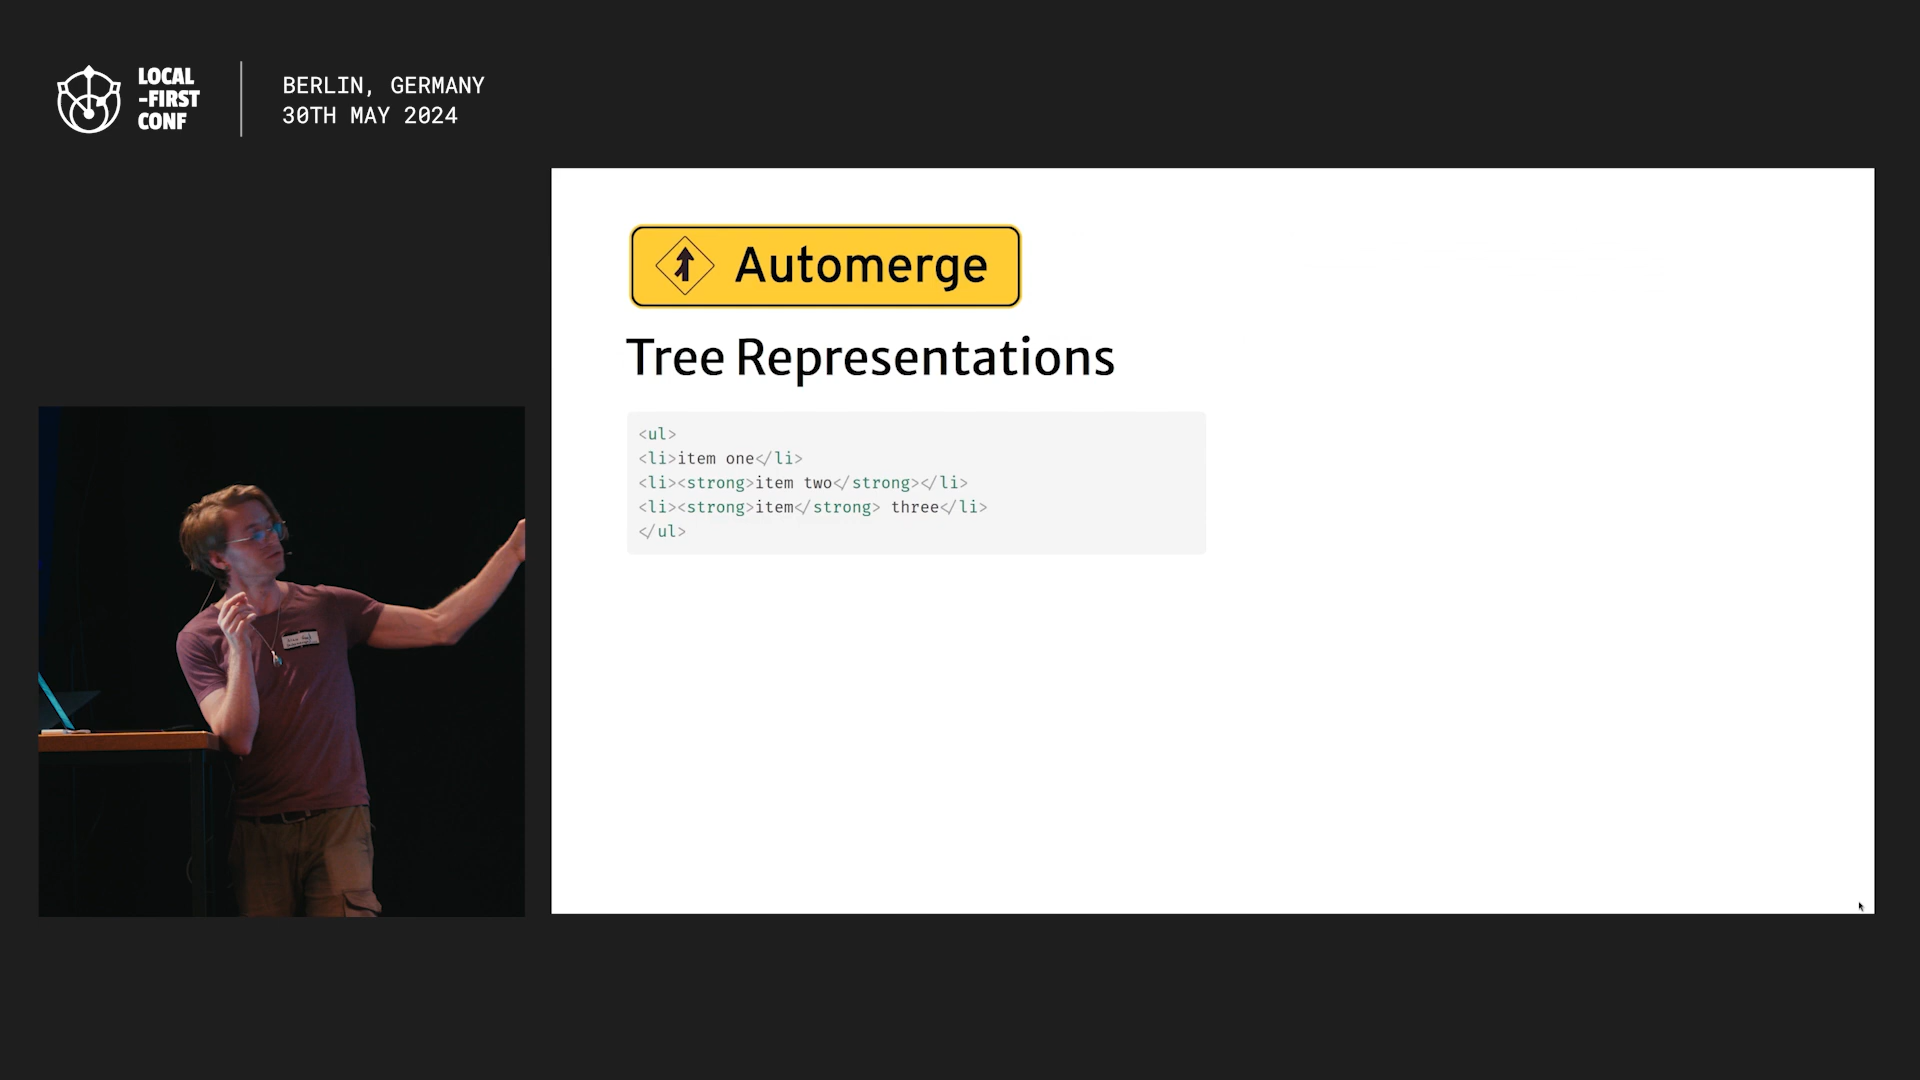 LOCAL
-FIRST
CONF
BERLIN, GERMANY
30TH MAY 2024
Automerge
Tree Representations
<ul>
<li>item one</li>
<li><strong>item two</strong></li>
<li><strong>item</strong> three</li>
</ul>